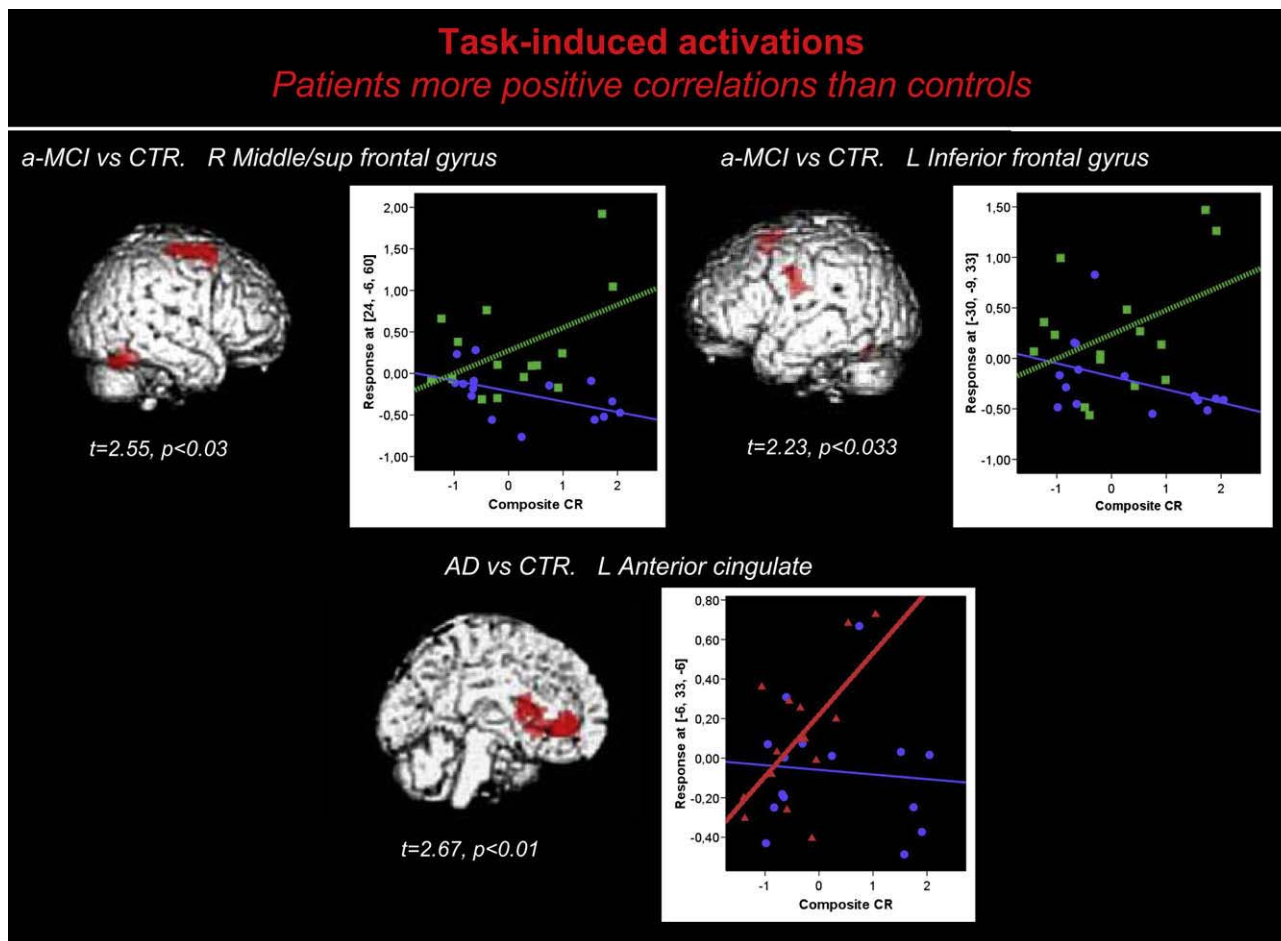 Task-induced activations
Patients more positive correlations than controls
a-MCI vs CTR. R Middle/sup frontal gyrus
a-MCI vs CTR. L Inferior frontal gyrus
2,00
1,50
1,00
0,50
0,00
-0,50
-1,00
Response at [24, -6, 60]
-1 0 1 2
Composite CR
t=2.55, p<0.03
1,50
1,00
0,50
0,00
-0,50
-1,00
Response at [-30, -9, 33]
-1 0 1 2
Composite CR
t=2.23, p<0.033
AD vs CTR. L Anterior cingulate
0,80
0,60
0,40
0,20
0,00
-0,20
-0,40
Response at [-6, 33, -6]
-1 0 1 2
Composite CR
t=2.67, p<0.01